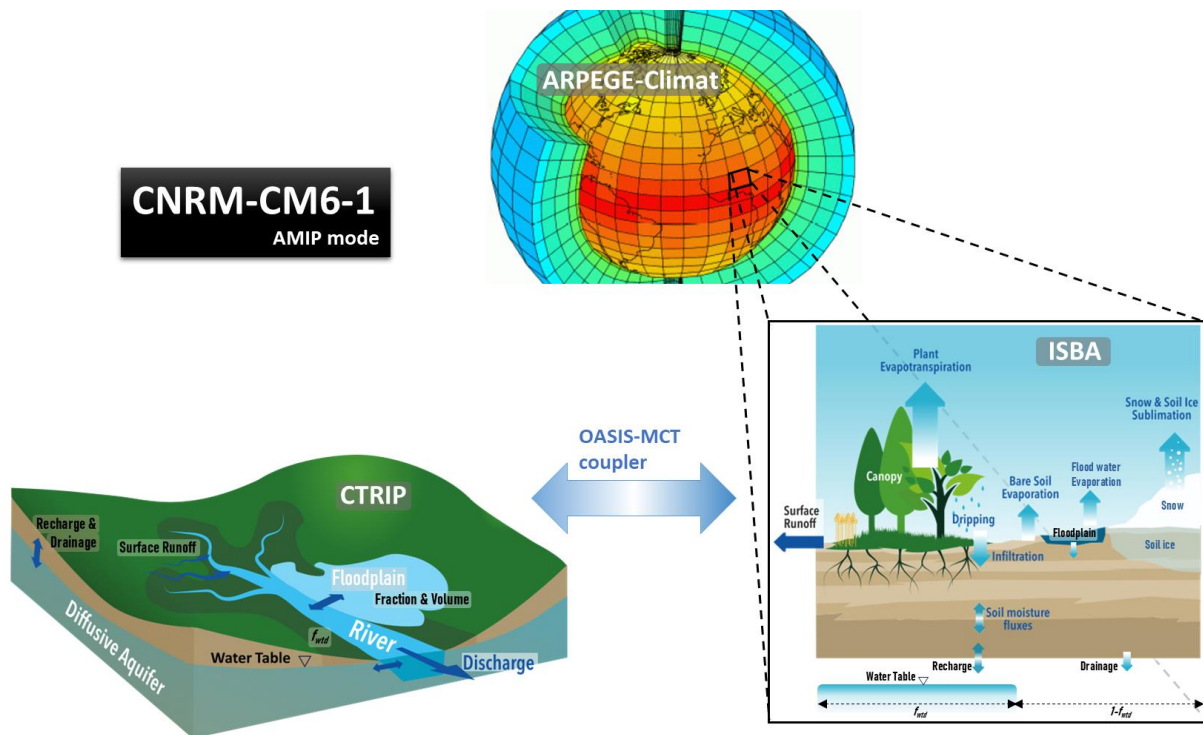 ARPEGE-Climat
CNRM-CM6-1
AMIP mode
ISBA
Plant
Evapotranspiration
Snow & Soil Ice
Sublimation
OASIS-MCT
coupler
Canopy
Bare Soil
Evaporation
Flood water
Evaporation
Snow
Surface
Runoff
Dripping
Floodplain
Infiltration
Soil ice
Soil moisture
fluxes
Recharge
Drainage
Water Table
fwtd
1-fwtd
CTRIP
Recharge &
Drainage
Surface Runoff
Floodplain
Fraction & Volume
fwtd
River
Water Table
Discharge
Diffusive Aquifer